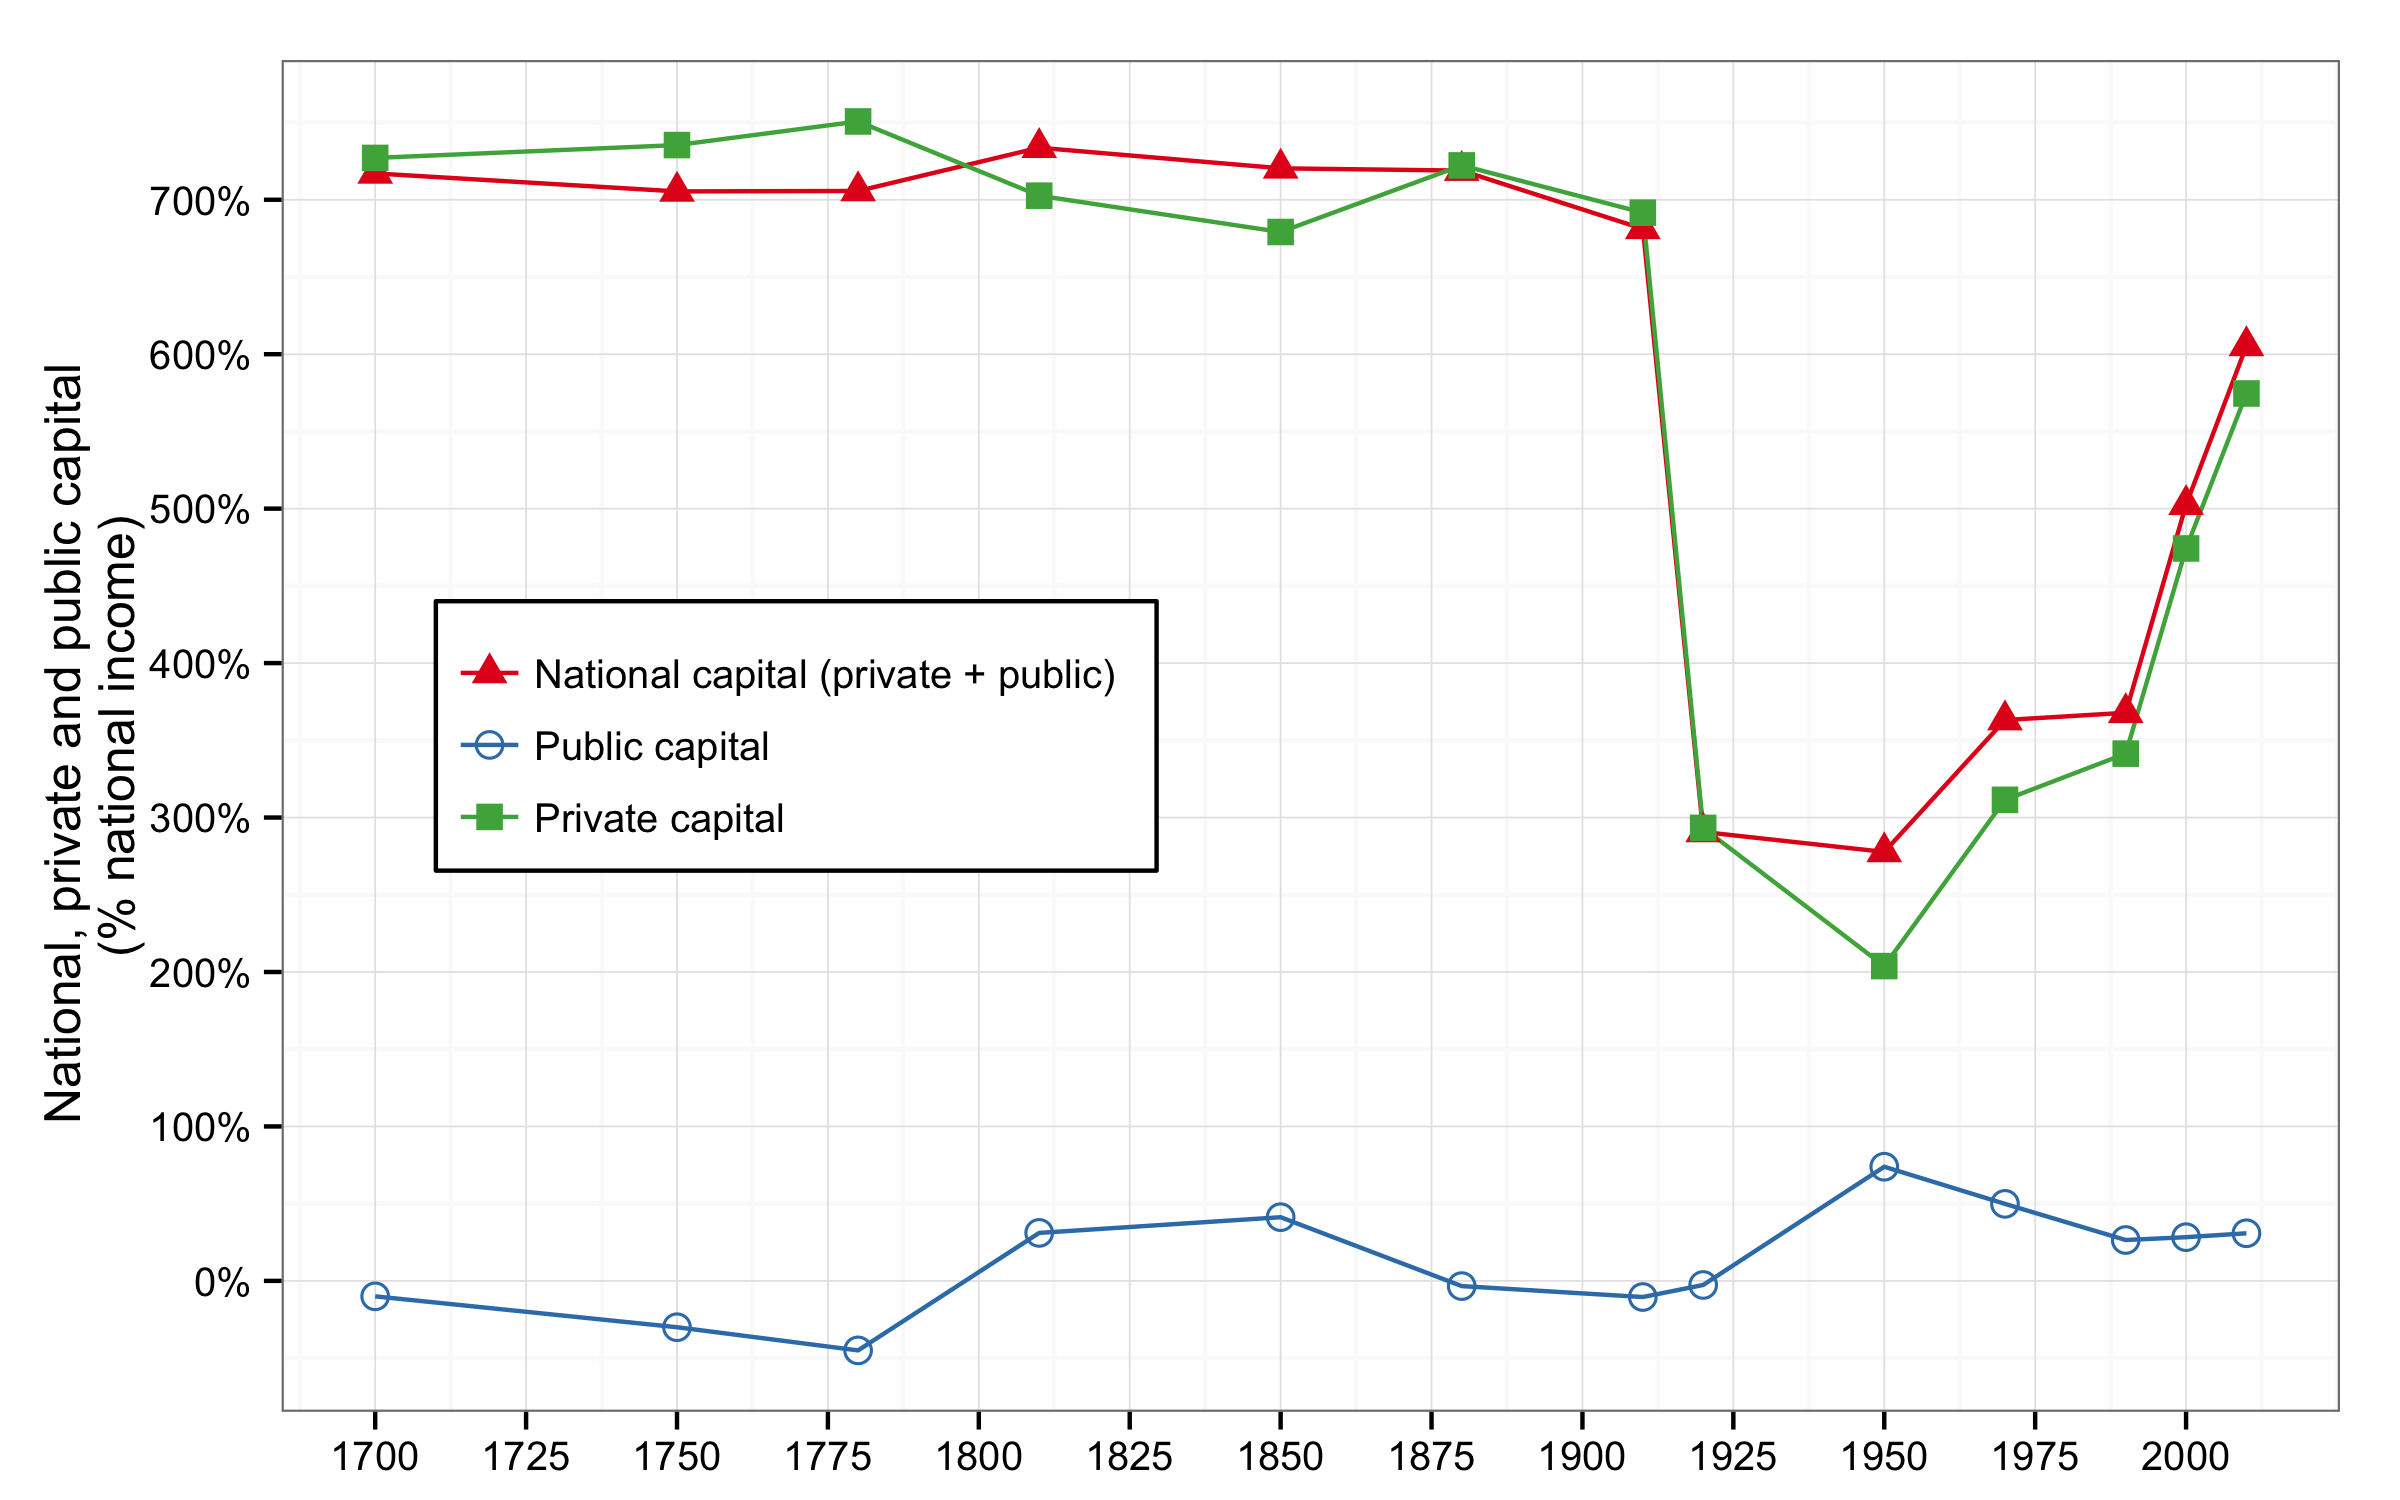 National, private and public capital
(% national income)
700%
600%
500%
400%
300%
200%
100%
0%
National capital (private + public)
Public capital
Private capital
1700 1725 1750 1775 1800 1825 1850 1875 1900 1925 1950 1975 2000